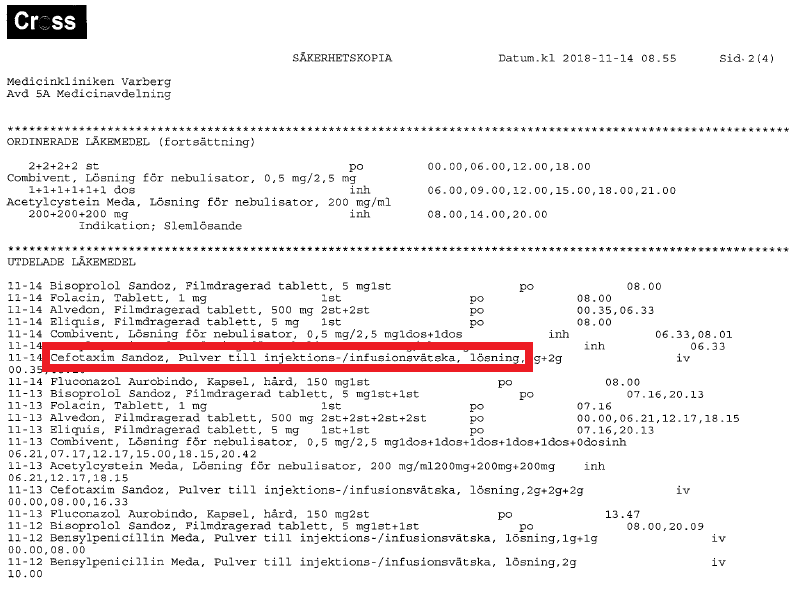 Cross
SÄKERHETSKOPIA Datum.kl 2018-11-14 08.55 Sid 2(4)
Medicinkliniken Varberg
Avd 5A Medicinavdelning
ORDINERADE LÄKEMEDEL (fortsättning)
2+2+2+2 st po 00.00,06.00,12.00,18.00
Combivent, Lösning för nebulisator, 0,5 mg/2,5 mg
1+1+1+1+1+1 dos inh 06.00,09.00,12.00,15.00,18.00,21.00
Acetylcystein Meda, Lösning för nebulisator, 200 mg/ml
200+200+200 mg inh 08.00,14.00,20.00
Indikation; Slemlösande
UTDELADE LÄKEMEDEL
11-14 Bisoprolol Sandoz, Filmdragerad tablett, 5 mg1st po 08.00
11-14 Folacin, Tablett, 1 mg 1st po 08.00
11-14 Alvedon, Filmdragerad tablett, 500 mg 2st+2st po 00.35,06.33
11-14 Eliquis, Filmdragerad tablett, 5 mg 1st po 08.00
11-14 Combivent, Lösning för nebulisator, 0,5 mg/2,5 mg1dos+1dos inh 06.33,08.01
11-14 inh 06.33
11-14 Cefotaxim Sandoz, Pulver till injektions-/infusionsvätska, lösning, g+2g iv
00.35
11-14 Fluconazol Aurobindo, Kapsel, hård, 150 mg1st po 08.00
11-13 Bisoprolol Sandoz, Filmdragerad tablett, 5 mg1st+1st po 07.16,20.13
11-13 Folacin, Tablett, 1 mg 1st po 07.16
11-13 Alvedon, Filmdragerad tablett, 500 mg 2st+2st+2st+2st po 00.00,06.21,12.17,18.15
11-13 Eliquis, Filmdragerad tablett, 5 mg 1st+1st po 07.16,20.13
11-13 Combivent, Lösning för nebulisator, 0,5 mg/2,5 mg1dos+1dos+1dos+1dos+1dos+0dosinh
06.21,07.17,12.17,15.00,18.15,20.42
11-13 Acetylcystein Meda, Lösning för nebulisator, 200 mg/ml200mg+200mg+200mg inh
06.21,12.17,18.15
11-13 Cefotaxim Sandoz, Pulver till injektions-/infusionsvätska, lösning,2g+2g+2g iv
00.00,08.00,16.33
11-13 Fluconazol Aurobindo, Kapsel, hård, 150 mg2st po 13.47
11-12 Bisoprolol Sandoz, Filmdragerad tablett, 5 mg1st+1st po 08.00,20.09
11-12 Bensylpenicillin Meda, Pulver till injektions-/infusionsvätska, lösning,1g+1g iv
00.00,08.00
11-12 Bensylpenicillin Meda, Pulver till injektions-/infusionsvätska, lösning,2g iv
10.00